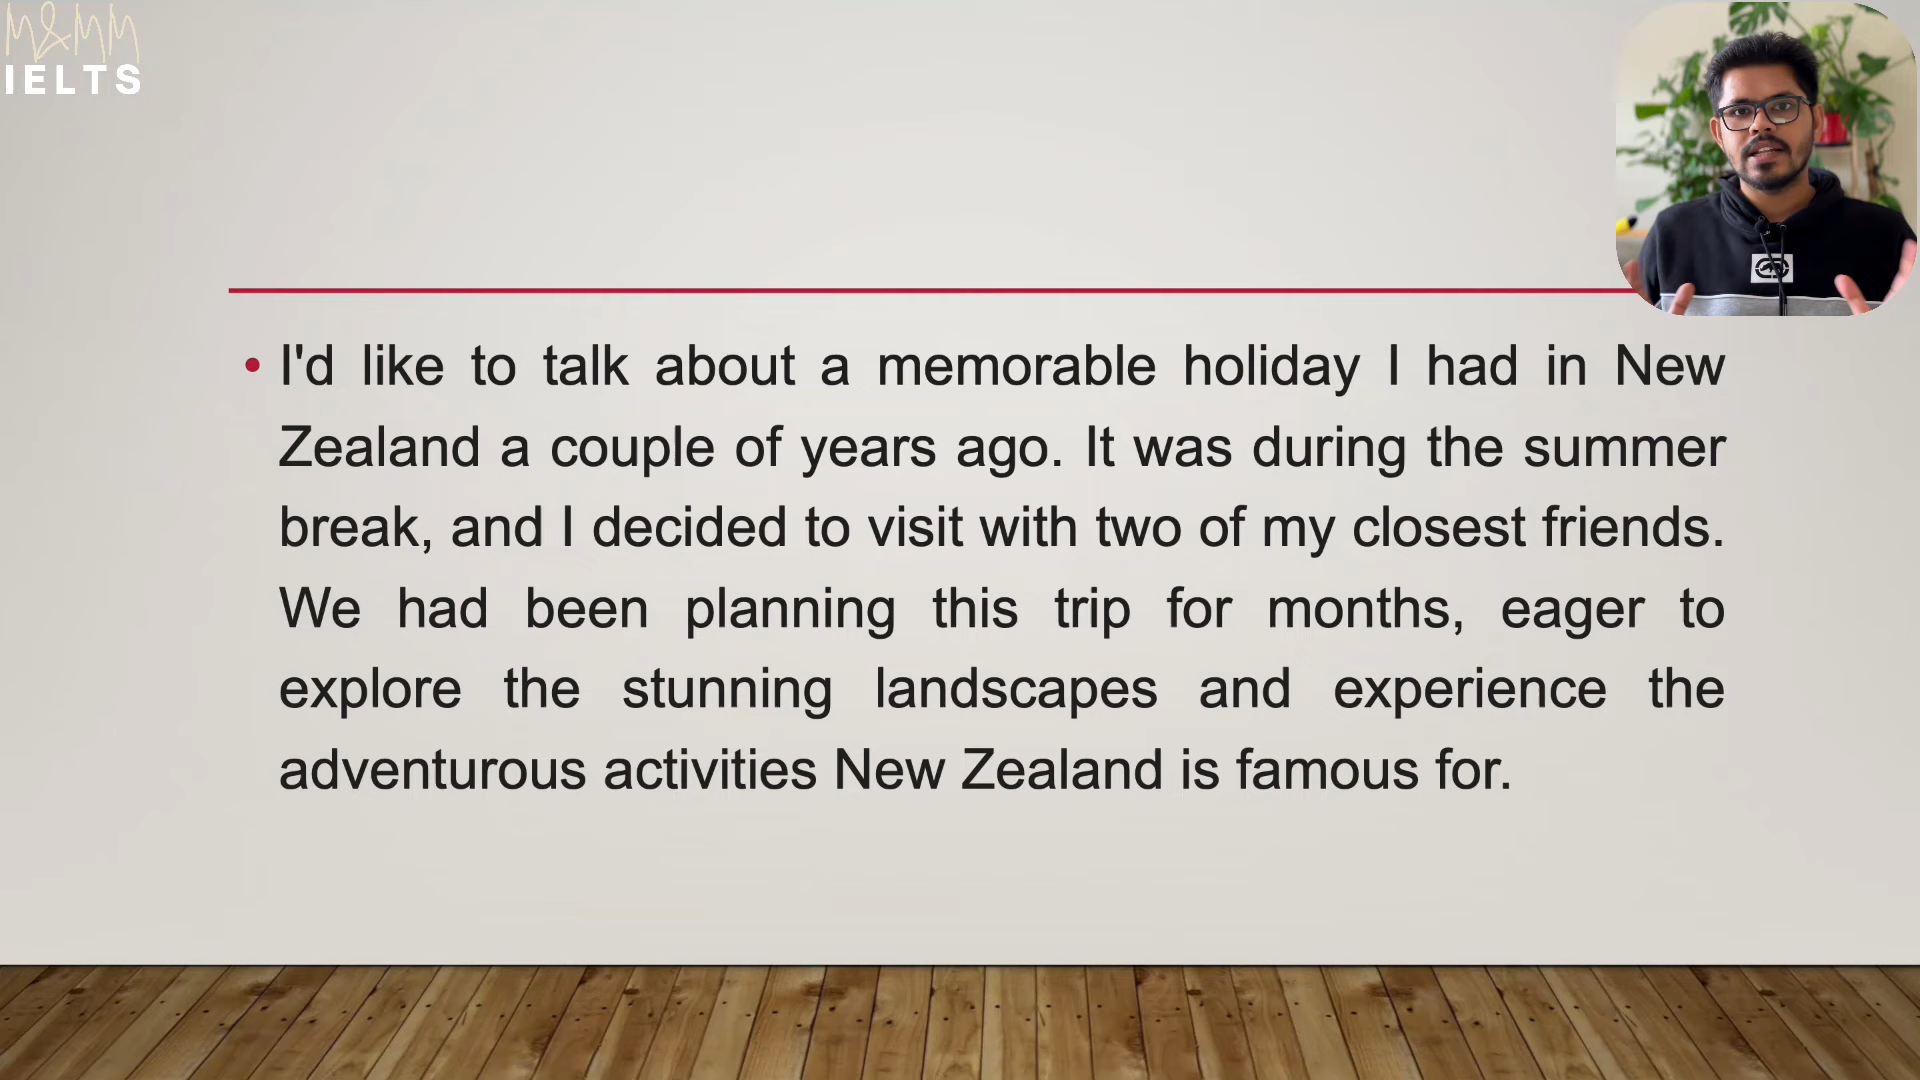 M&MM
IELTS
I'd like to talk about a memorable holiday I had in New
Zealand a couple of years ago. It was during the summer
break, and I decided to visit with two of my closest friends.
We had been planning this trip for months, eager to
explore the stunning landscapes and experience the
adventurous activities New Zealand is famous for.